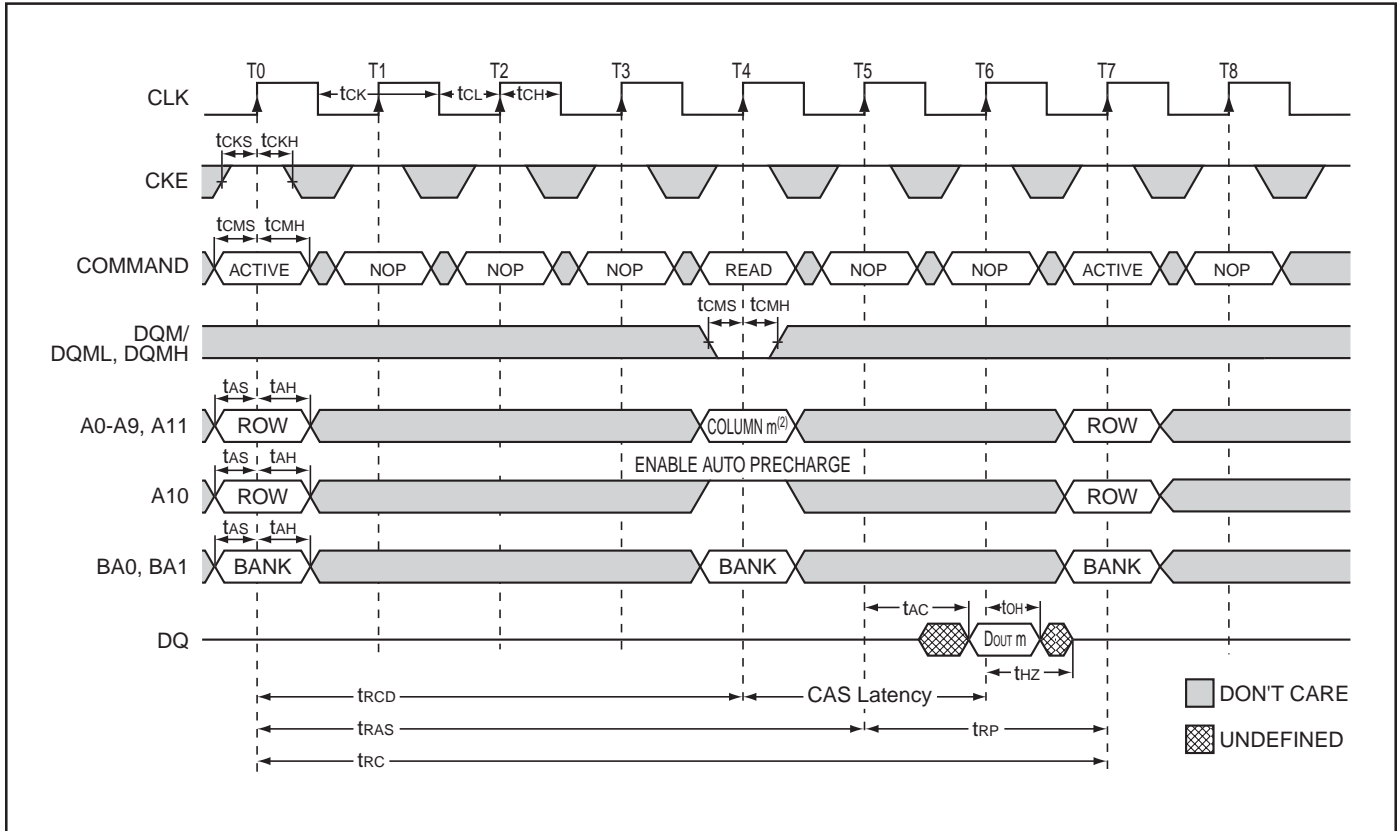 T0 T1 T2 T3 T4 T5 T6 T7 T8
CLK tCK tCL tCH
tCKS tCKH
CKE
tCMS tCMH
COMMAND ACTIVE NOP NOP NOP READ NOP NOP ACTIVE NOP
tCMS tCMH
DQM/
DQML, DQMH
tAS tAH
A0-A9, A11 ROW COLUMN m(2) ROW
tAS tAH ENABLE AUTO PRECHARGE
A10 ROW ROW
tAS tAH
BA0, BA1 BANK BANK BANK
tAC tOH
DQ DOUT m
tHZ
tRCD CAS Latency
tRAS tRP
tRC
DON'T CARE
UNDEFINED